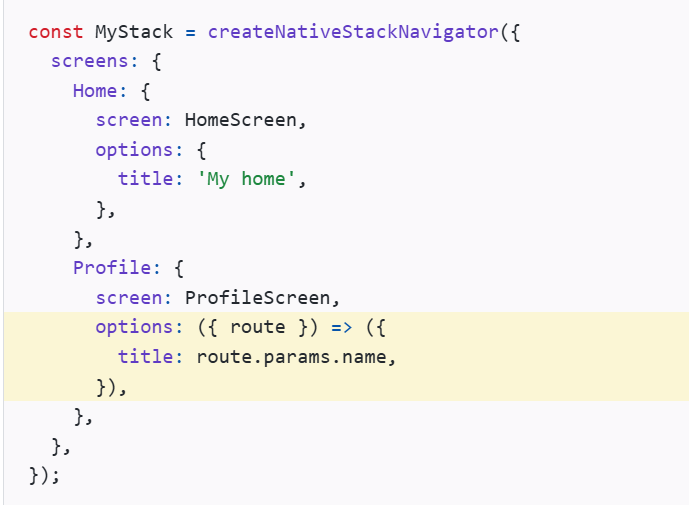 const MyStack = createNativeStackNavigator({
  screens: {
    Home: {
      screen: HomeScreen,
      options: {
        title: 'My home',
      },
    },
    Profile: {
      screen: ProfileScreen,
      options: ({ route }) => ({
        title: route.params.name,
      }),
    },
  },
});